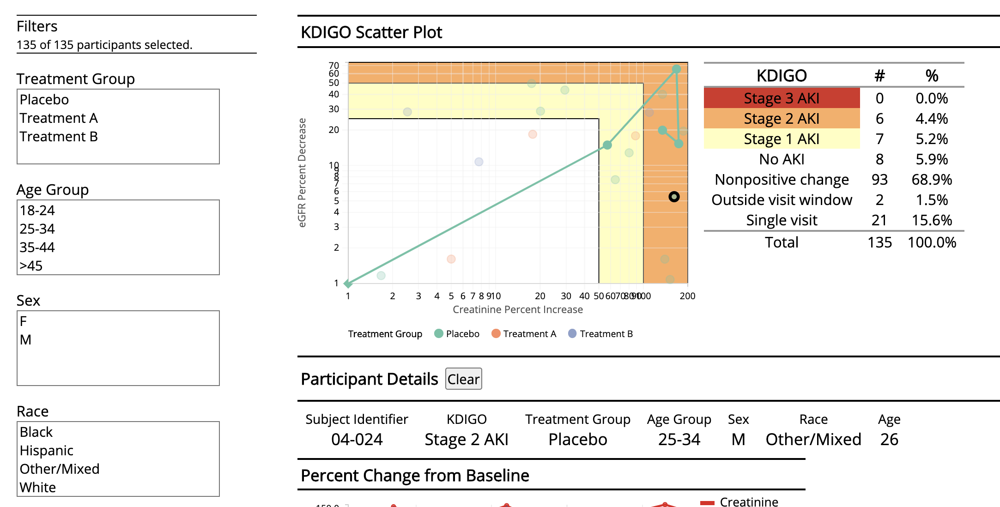 Filters
135 of 135 participants selected.
Treatment Group
Placebo
Treatment A
Treatment B
Age Group
18-24
25-34
35-44
>45
Sex
F
M
Race
Black
Hispanic
Other/Mixed
White
KDIGO Scatter Plot
70
60
50
40
30
20
10
9
8
7
6
5
4
3
2
1
eGFR Percent Decrease
1 2 3 4 5 6 7 8 9 10 20 30 40 50 60 70 80 90 100 200
Creatinine Percent Increase
Treatment Group Placebo Treatment A Treatment B
KDIGO # %
Stage 3 AKI 0 0.0%
Stage 2 AKI 6 4.4%
Stage 1 AKI 7 5.2%
No AKI 8 5.9%
Nonpositive change 93 68.9%
Outside visit window 2 1.5%
Single visit 21 15.6%
Total 135 100.0%
Participant Details Clear
Subject Identifier KDIGO Treatment Group Age Group Sex Race Age
04-024 Stage 2 AKI Placebo 25-34 M Other/Mixed 26
Percent Change from Baseline
150.0
Creatinine